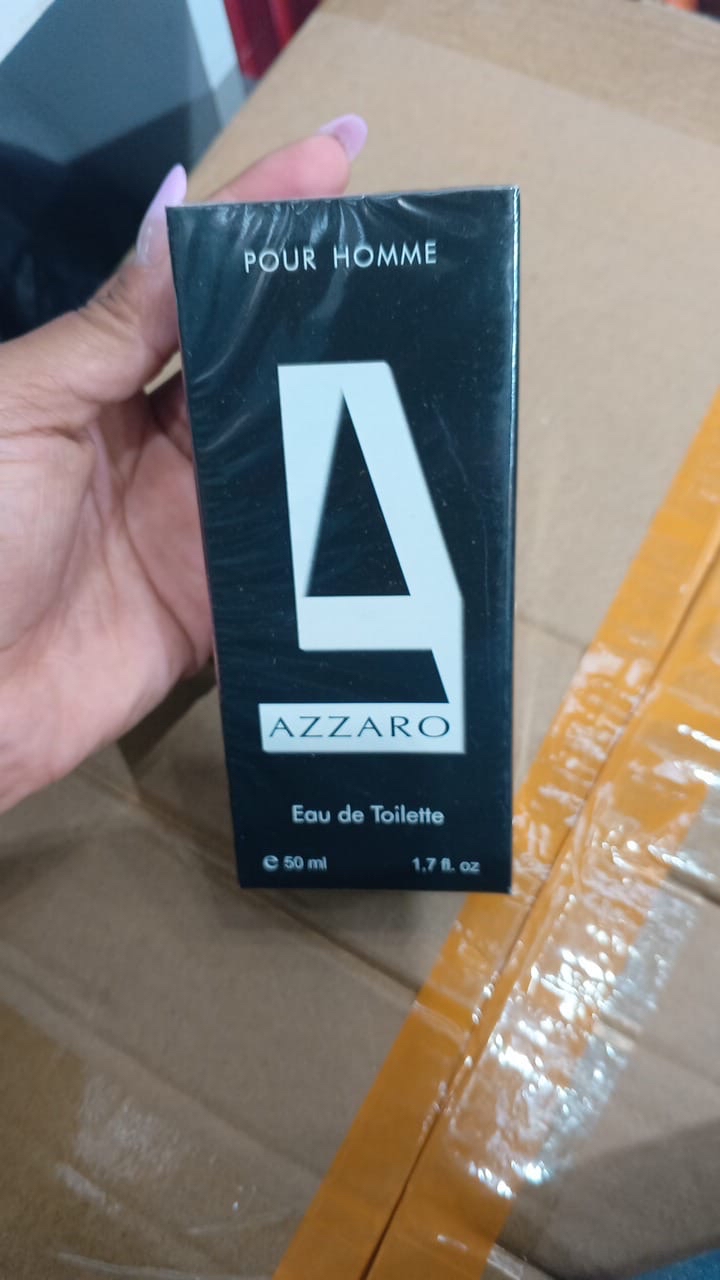 POUR HOMME
AZZARO
Eau de Toilette
e 50 ml 1,7 fl. oz